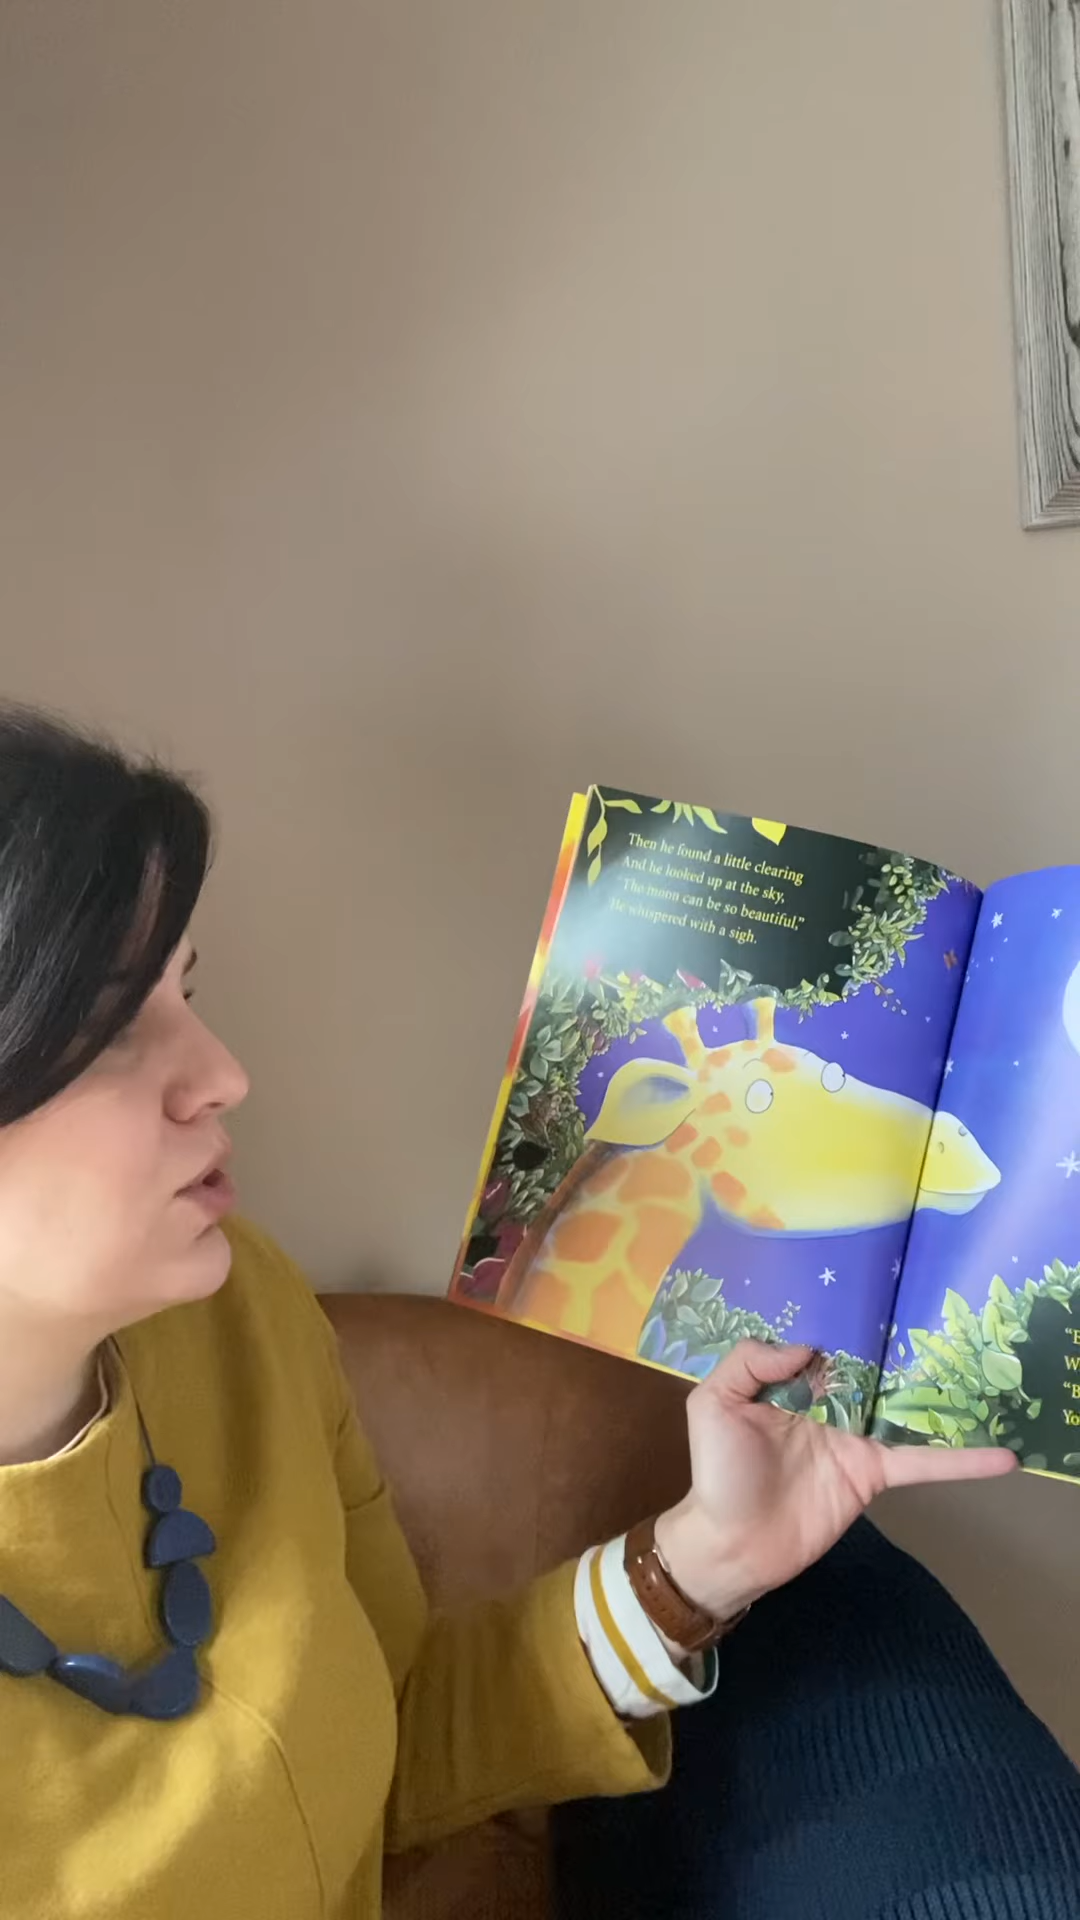 Then he found a little clearing
And he looked up at the sky,
"The moon can be so beautiful,"
He whispered with a sigh.